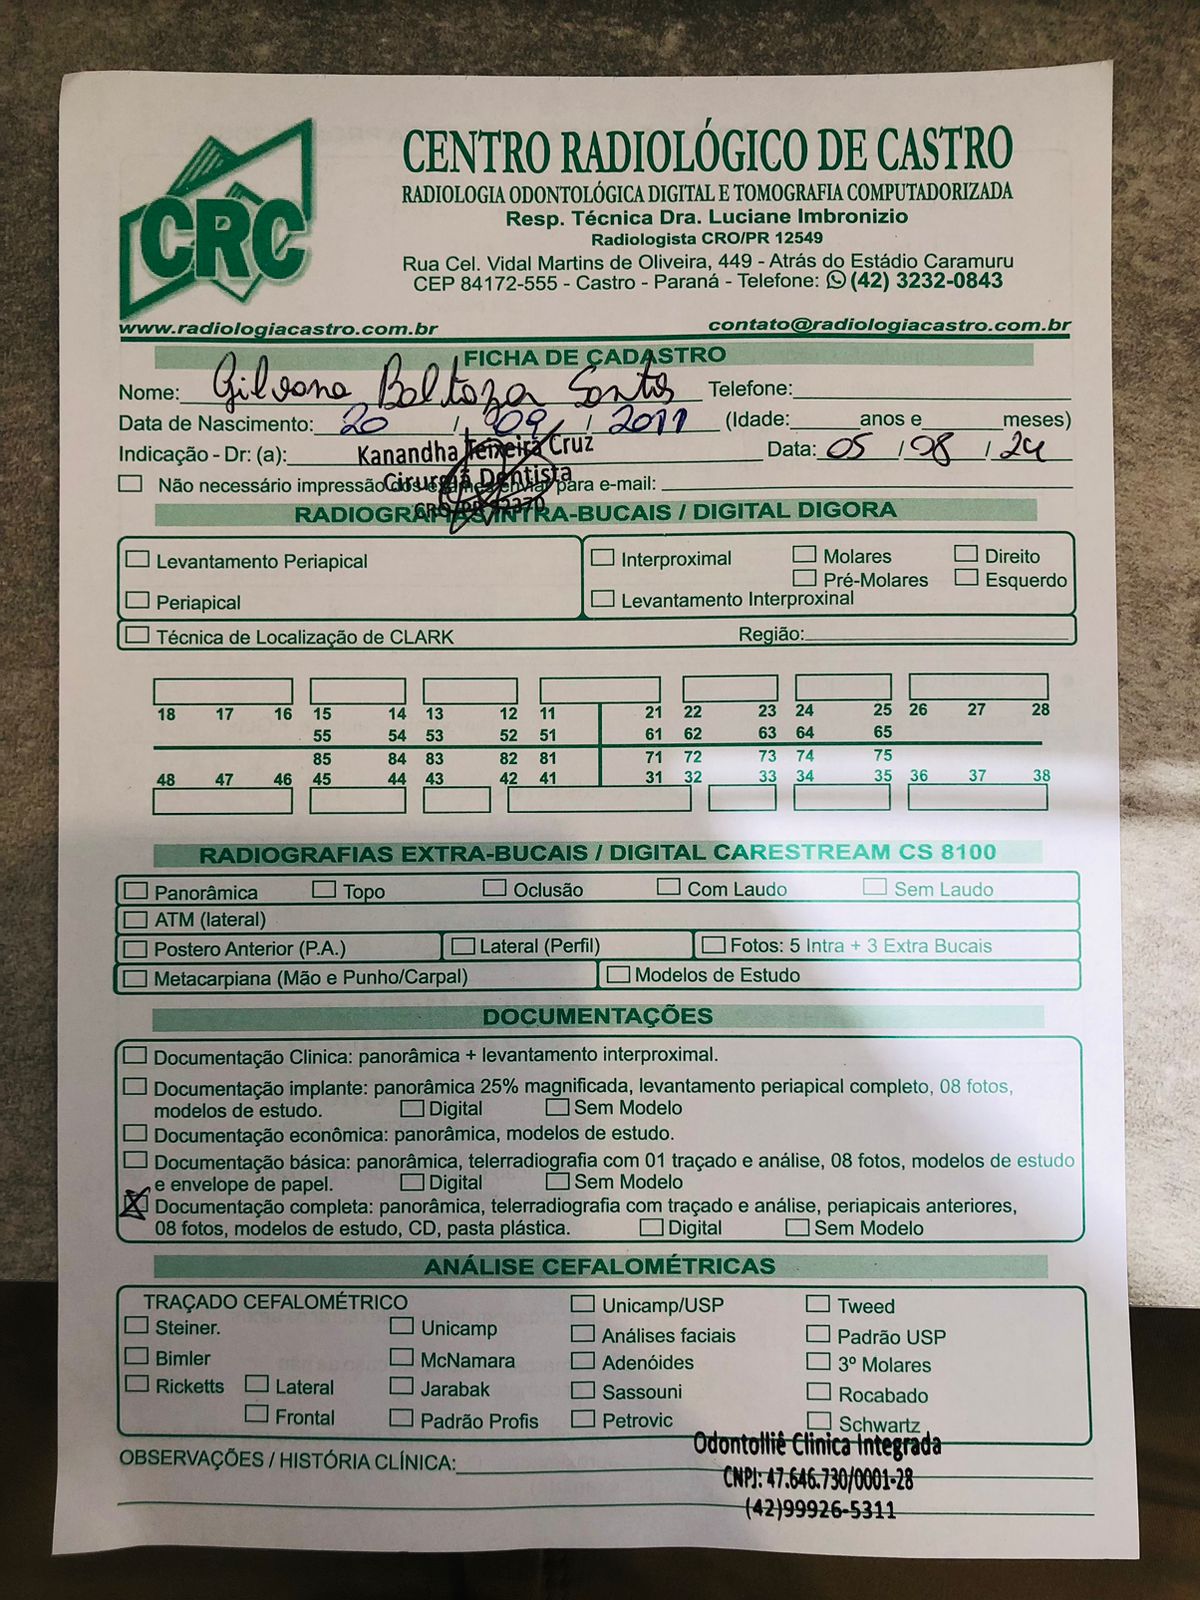 CRC
CENTRO RADIOLÓGICO DE CASTRO
RADIOLOGIA ODONTOLÓGICA DIGITAL E TOMOGRAFIA COMPUTADORIZADA
Resp. Técnica Dra. Luciane Imbronizio
Radiologista CRO/PR 12549
Rua Cel. Vidal Martins de Oliveira, 449 - Atrás do Estádio Caramuru
CEP 84172-555 - Castro - Paraná - Telefone: (42) 3232-0843
www.radiologiacastro.com.br contato@radiologiacastro.com.br
FICHA DE CADASTRO
Nome: Gilvana Baltaza Santos Telefone:
Data de Nascimento: 20 / 09 / 2011 (Idade: anos e meses)
Indicação - Dr: (a): Kanandha Teixeira Cruz Data: 05 / 08 / 24
Cirurgiã Dentista
Não necessário impressão dos exames enviar para e-mail:
CRO/PR
RADIOGRAFIAS INTRA-BUCAIS / DIGITAL DIGORA
Levantamento Periapical Interproximal Molares Direito
Pré-Molares Esquerdo
Periapical Levantamento Interproxinal
Técnica de Localização de CLARK Região:
18 17 16 15 14 13 12 11 21 22 23 24 25 26 27 28
55 54 53 52 51 61 62 63 64 65
85 84 83 82 81 71 72 73 74 75
48 47 46 45 44 43 42 41 31 32 33 34 35 36 37 38
RADIOGRAFIAS EXTRA-BUCAIS / DIGITAL CARESTREAM CS 8100
Panorâmica Topo Oclusão Com Laudo Sem Laudo
ATM (lateral)
Postero Anterior (P.A.) Lateral (Perfil) Fotos: 5 Intra + 3 Extra Bucais
Metacarpiana (Mão e Punho/Carpal) Modelos de Estudo
DOCUMENTAÇÕES
Documentação Clinica: panorâmica + levantamento interproximal.
Documentação implante: panorâmica 25% magnificada, levantamento periapical completo, 08 fotos,
modelos de estudo. Digital Sem Modelo
Documentação econômica: panorâmica, modelos de estudo.
Documentação básica: panorâmica, telerradiografia com 01 traçado e análise, 08 fotos, modelos de estudo
e envelope de papel. Digital Sem Modelo
X Documentação completa: panorâmica, telerradiografia com traçado e análise, periapicais anteriores,
08 fotos, modelos de estudo, CD, pasta plástica. Digital Sem Modelo
ANÁLISE CEFALOMÉTRICAS
TRAÇADO CEFALOMÉTRICO Unicamp/USP Tweed
Steiner. Unicamp Análises faciais Padrão USP
Bimler McNamara Adenóides 3º Molares
Ricketts Lateral Jarabak Sassouni Rocabado
Frontal Padrão Profis Petrovic Schwartz
Odontolliê Clinica Integrada
OBSERVAÇÕES / HISTÓRIA CLÍNICA:
CNPJ: 47.646.730/0001-28
(42)99926-5311